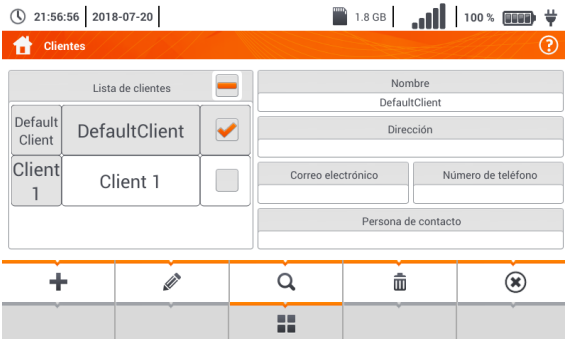 21:56:56 2018-07-20 1.8 GB 100 %
Clientes
Lista de clientes
Default Client DefaultClient
Client 1 Client 1
Nombre
DefaultClient
Dirección
Correo electrónico Número de teléfono
Persona de contacto